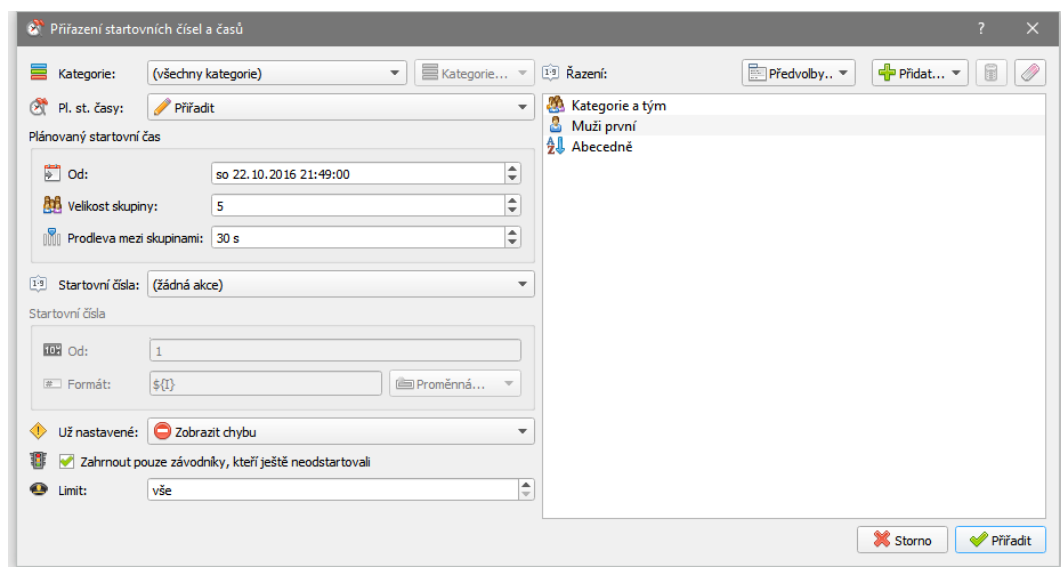 Přiřazení startovních čísel a časů
?
Kategorie:
(všechny kategorie)
Kategorie...
Řazení:
Předvolby..
Přidat...
Pl. st. časy:
Přiřadit
Kategorie a tým
Muži první
Abecedně
Plánovaný startovní čas
Od:
so 22.10.2016 21:49:00
Velikost skupiny:
5
Prodleva mezi skupinami:
30 s
Startovní čísla:
(žádná akce)
Startovní čísla
Od:
1
Formát:
${I}
Proměnná...
Už nastavené:
Zobrazit chybu
Zahrnout pouze závodníky, kteří ještě neodstartovali
Limit:
vše
Storno
Přiřadit